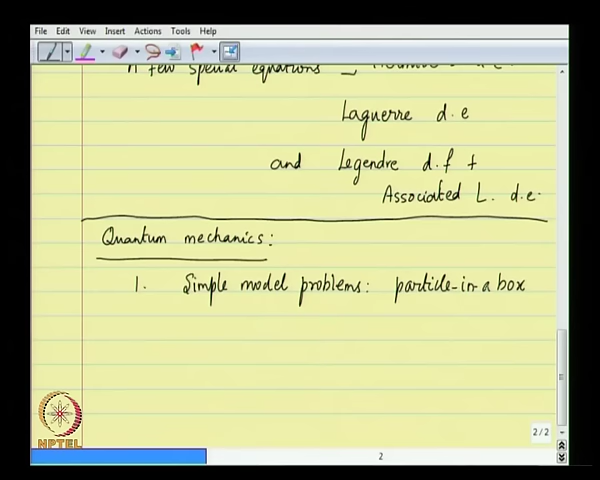 File Edit View Insert Actions Tools Help
A few special equations
Laguerre d.e
and Legendre d.f +
Associated L. d.e.
Quantum mechanics:
1. Simple model problems: particle-in a box
NPTEL
2/2
2